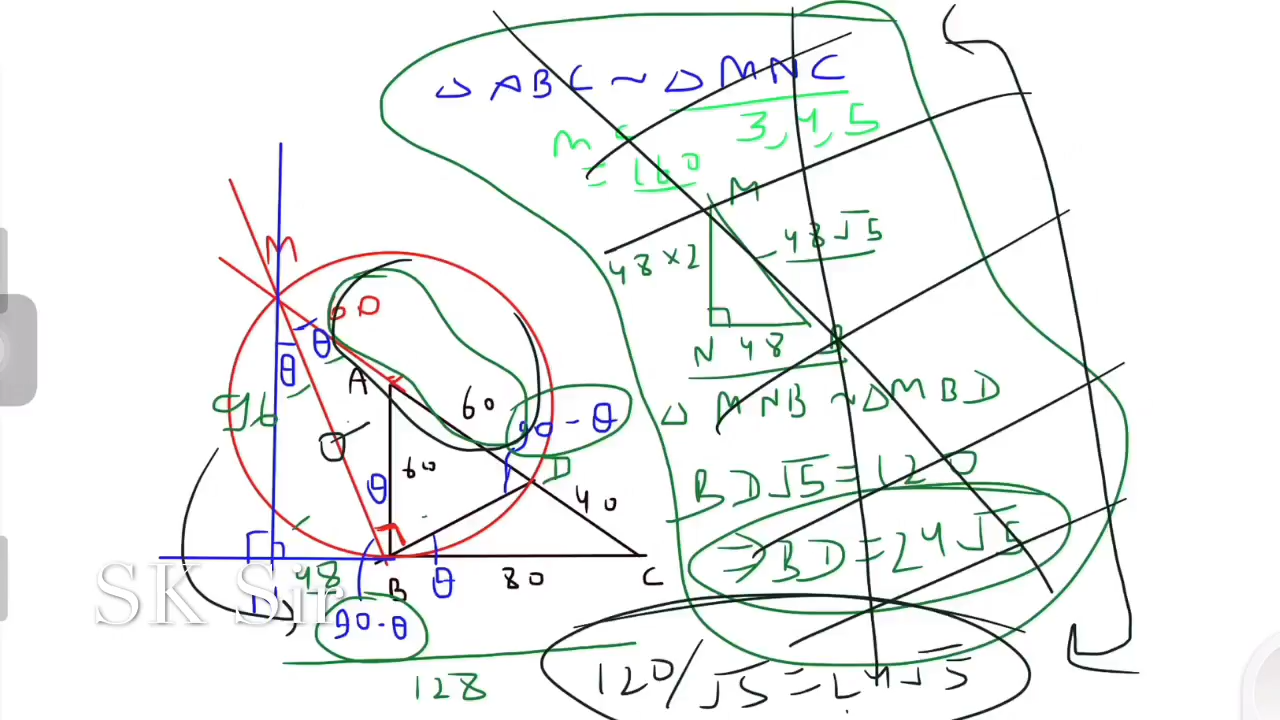 △ ABC ~ △ MNC
3, 4, 5
MC
= 160
M
48√5
48 × 2
N 48 B
△ MNB ~ △ MBD
BD√5 = 120
⇒ BD = 24√5
120/√5 = 24√5
M
60
θ
θ
A
96
60
90 - θ
60
D
θ
40
48
B
θ
80
C
N
SK Sir
90 - θ
128